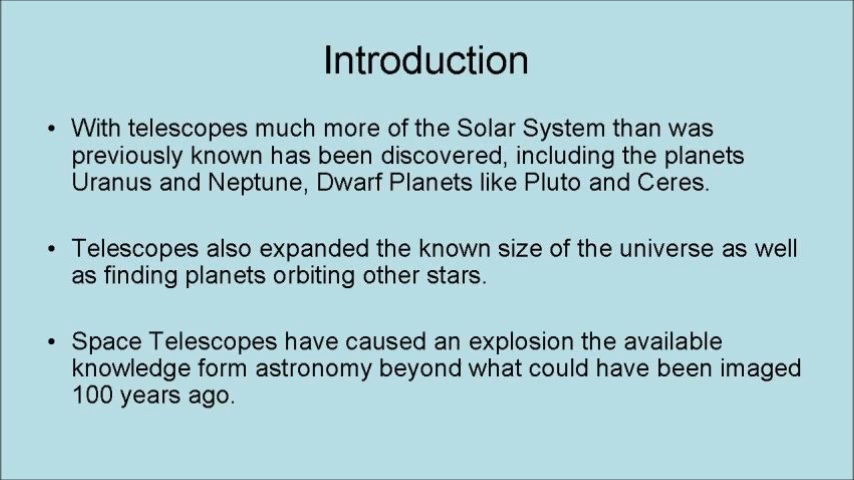 Introduction
• With telescopes much more of the Solar System than was
previously known has been discovered, including the planets
Uranus and Neptune, Dwarf Planets like Pluto and Ceres.
• Telescopes also expanded the known size of the universe as well
as finding planets orbiting other stars.
• Space Telescopes have caused an explosion the available
knowledge form astronomy beyond what could have been imaged
100 years ago.